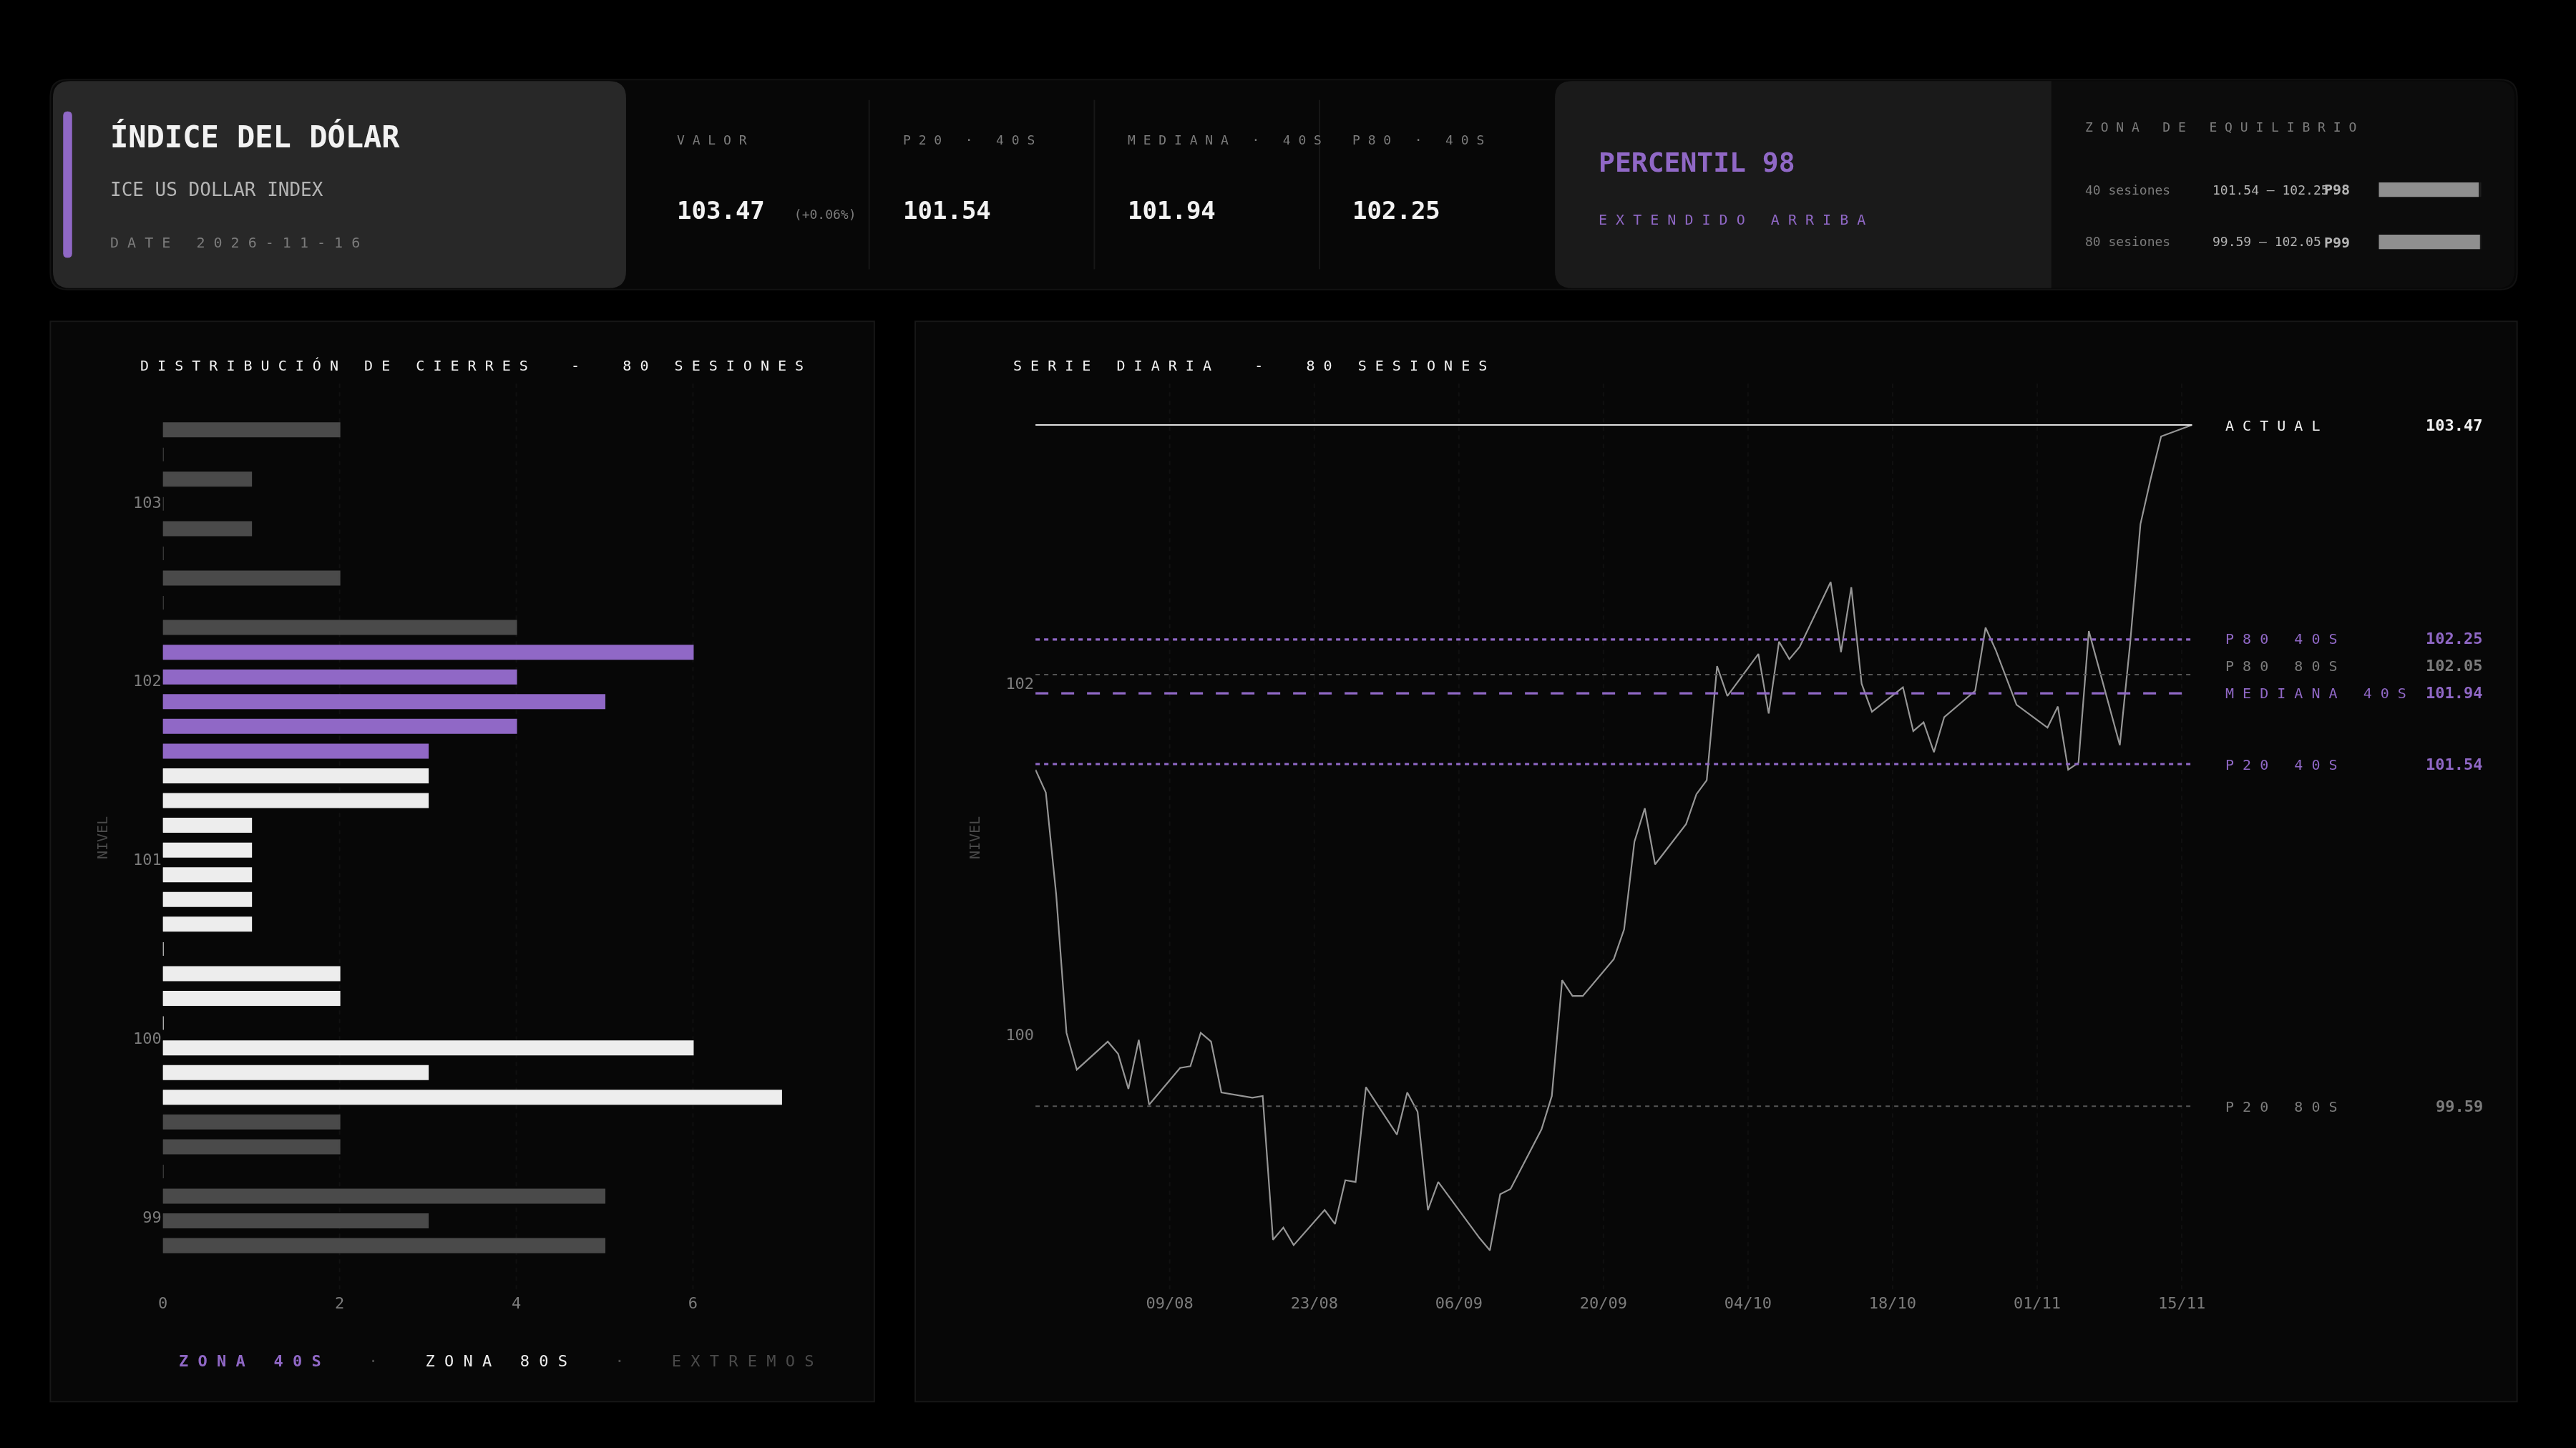 ÍNDICE DEL DÓLAR
ICE US DOLLAR INDEX
DATE 2026-11-16
VALOR
103.47 (+0.06%)
P20 · 40S
101.54
MEDIANA · 40S
101.94
P80 · 40S
102.25
PERCENTIL 98
EXTENDIDO ARRIBA
ZONA DE EQUILIBRIO
40 sesiones 101.54 – 102.25 P98
80 sesiones 99.59 – 102.05 P99
DISTRIBUCIÓN DE CIERRES - 80 SESIONES
103
102
101
100
99
NIVEL
0 2 4 6
ZONA 40S · ZONA 80S · EXTREMOS
SERIE DIARIA - 80 SESIONES
102
100
NIVEL
09/08 23/08 06/09 20/09 04/10 18/10 01/11 15/11
ACTUAL 103.47
P80 40S 102.25
P80 80S 102.05
MEDIANA 40S 101.94
P20 40S 101.54
P20 80S 99.59